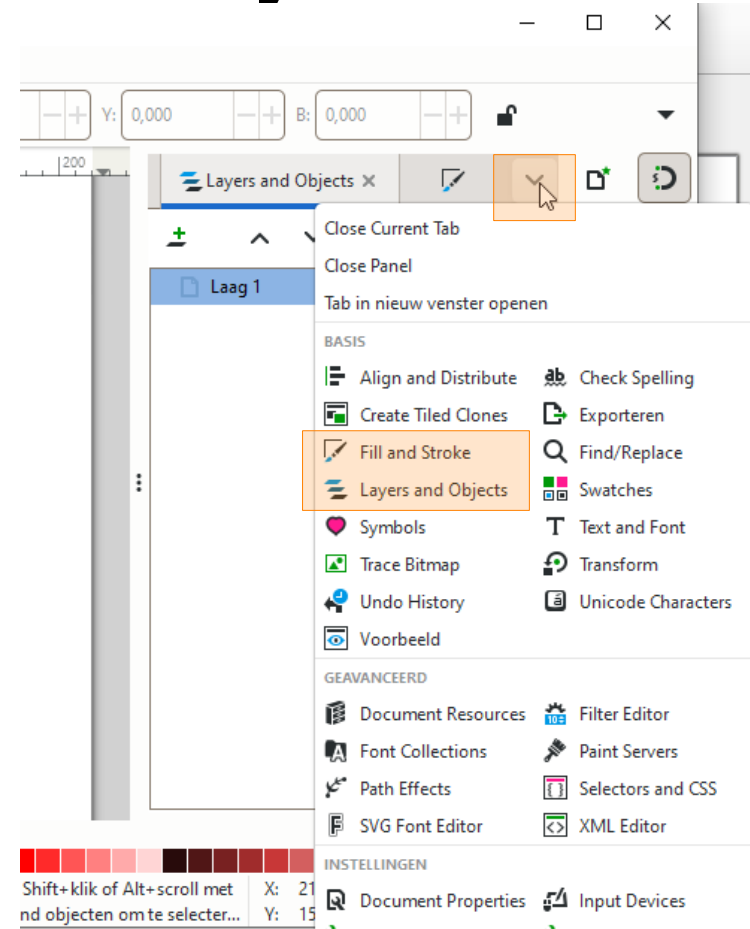 Y: 0,000 B: 0,000
200
Layers and Objects
Close Current Tab
Close Panel
Laag 1
Tab in nieuw venster openen
BASIS
Align and Distribute Check Spelling
Create Tiled Clones Exporteren
Fill and Stroke Find/Replace
Layers and Objects Swatches
Symbols Text and Font
Trace Bitmap Transform
Undo History Unicode Characters
Voorbeeld
GEAVANCEERD
Document Resources Filter Editor
Font Collections Paint Servers
Path Effects Selectors and CSS
SVG Font Editor XML Editor
INSTELLINGEN
Shift+klik of Alt+scroll met X: 21
Document Properties Input Devices
nd objecten om te selecter... Y: 15